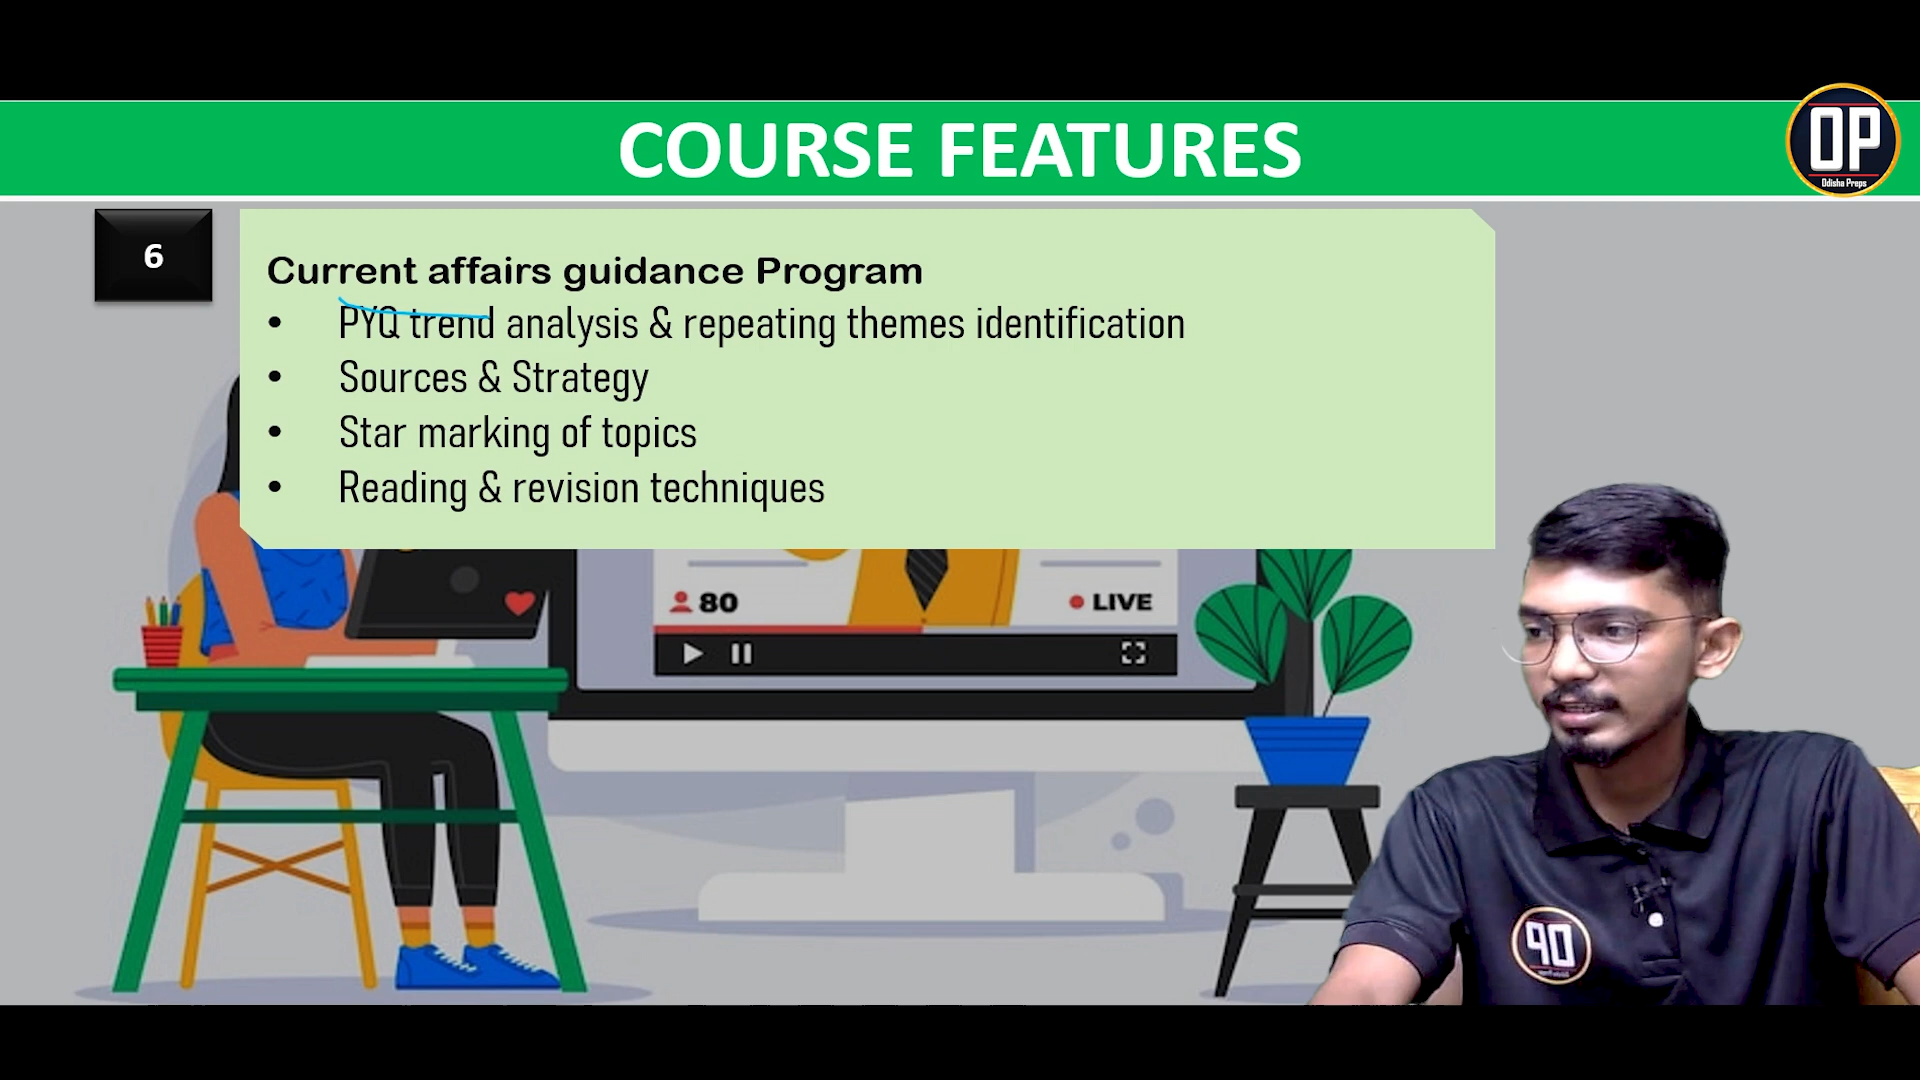 COURSE FEATURES
OP
Odisha Preps
6
Current affairs guidance Program
• PYQ trend analysis & repeating themes identification
• Sources & Strategy
• Star marking of topics
• Reading & revision techniques
80
LIVE
OP